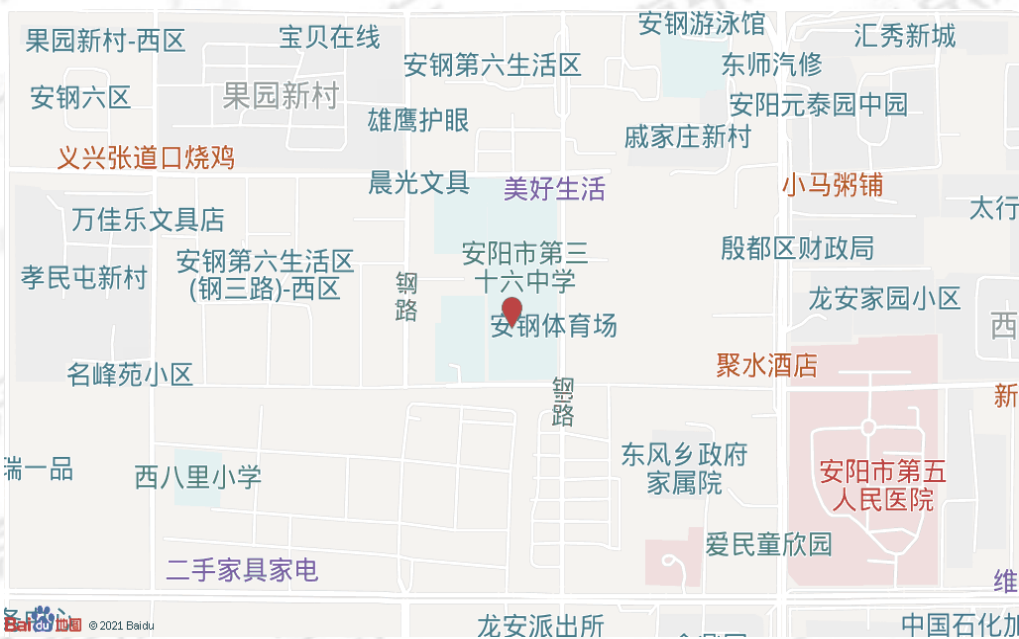 安钢游泳馆
果园新村-西区
宝贝在线
汇秀新城
安钢第六生活区
东师汽修
安钢六区
果园新村
安阳元泰园中园
雄鹰护眼
戚家庄新村
义兴张道口烧鸡
晨光文具
美好生活
小马粥铺
太行
万佳乐文具店
安阳市第三
十六中学
殷都区财政局
安钢第六生活区
(钢三路)-西区
孝民屯新村
钢
路
龙安家园小区
安钢体育场
西
聚水酒店
名峰苑小区
新
钢三路
东风乡政府
家属院
瑞一品
西八里小学
安阳市第五
人民医院
爱民童欣园
二手家具家电
维
Bai du 地图
© 2021 Baidu
龙安派出所
中国石化加